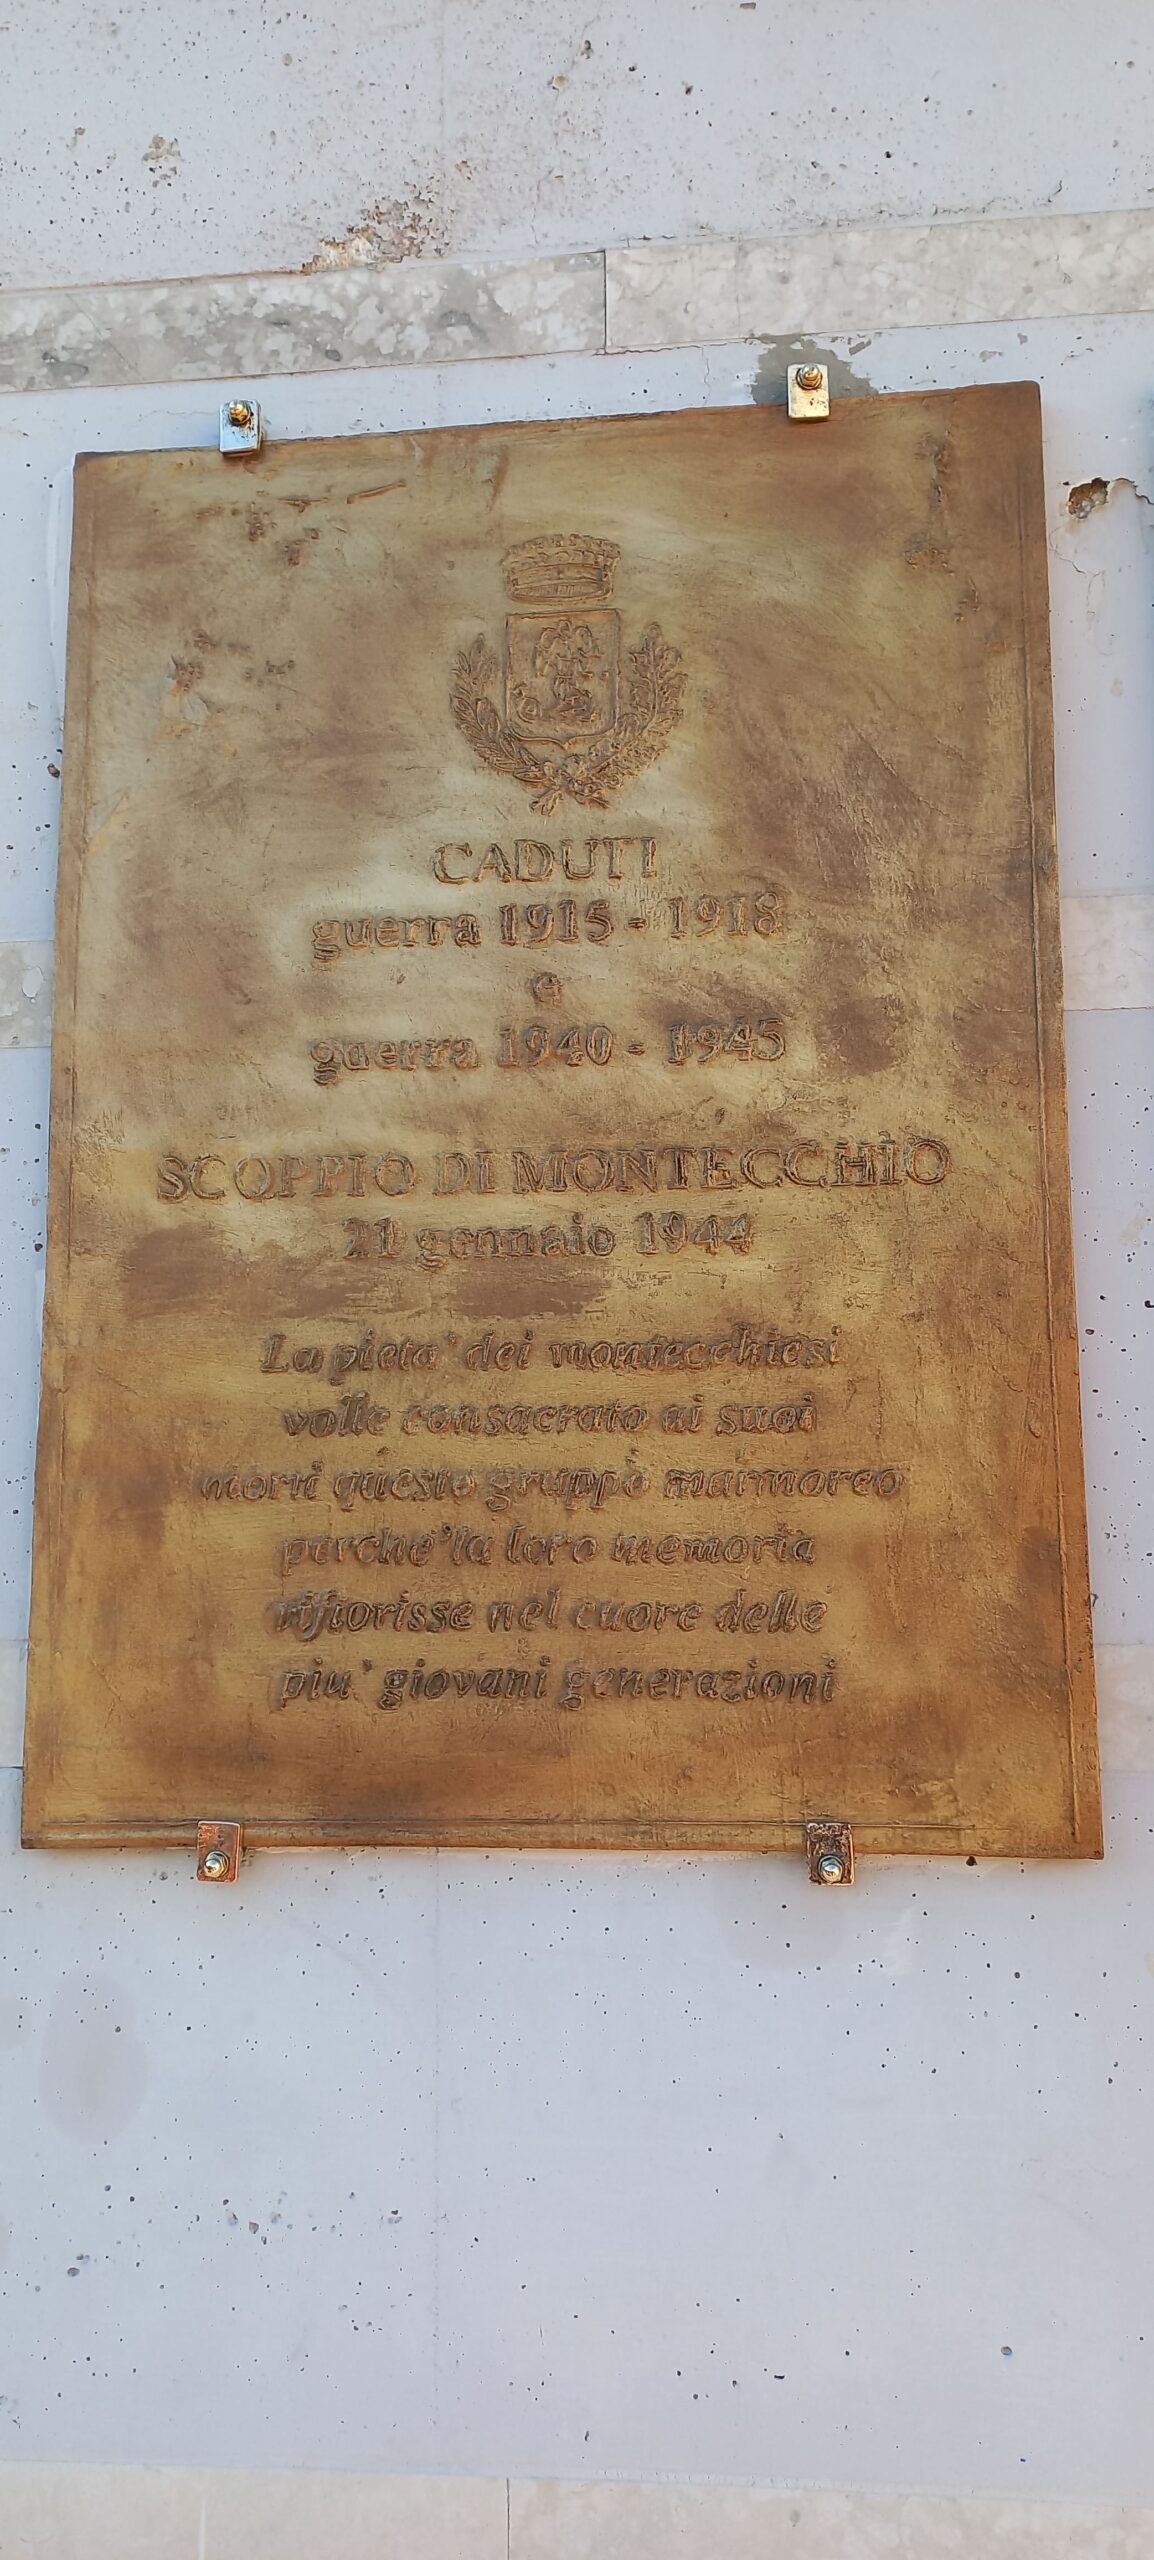 CADUTI
guerra 1915 - 1918
e
guerra 1940 - 1945
SCOPPIO DI MONTECCHIO
21 gennaio 1944
La pieta' dei montecchiesi
volle consacrato ai suoi
morti questo gruppo marmoreo
perche' la loro memoria
rifiorisse nel cuore delle
piu' giovani generazioni